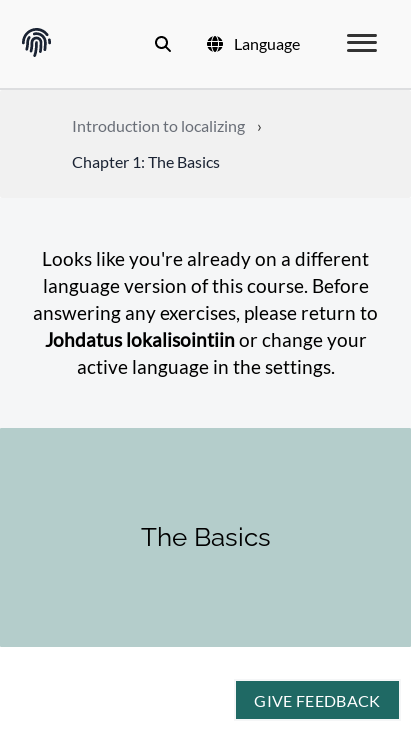 Language
Introduction to localizing ›
Chapter 1: The Basics
Looks like you're already on a different
language version of this course. Before
answering any exercises, please return to
Johdatus lokalisointiin or change your
active language in the settings.
The Basics
GIVE FEEDBACK